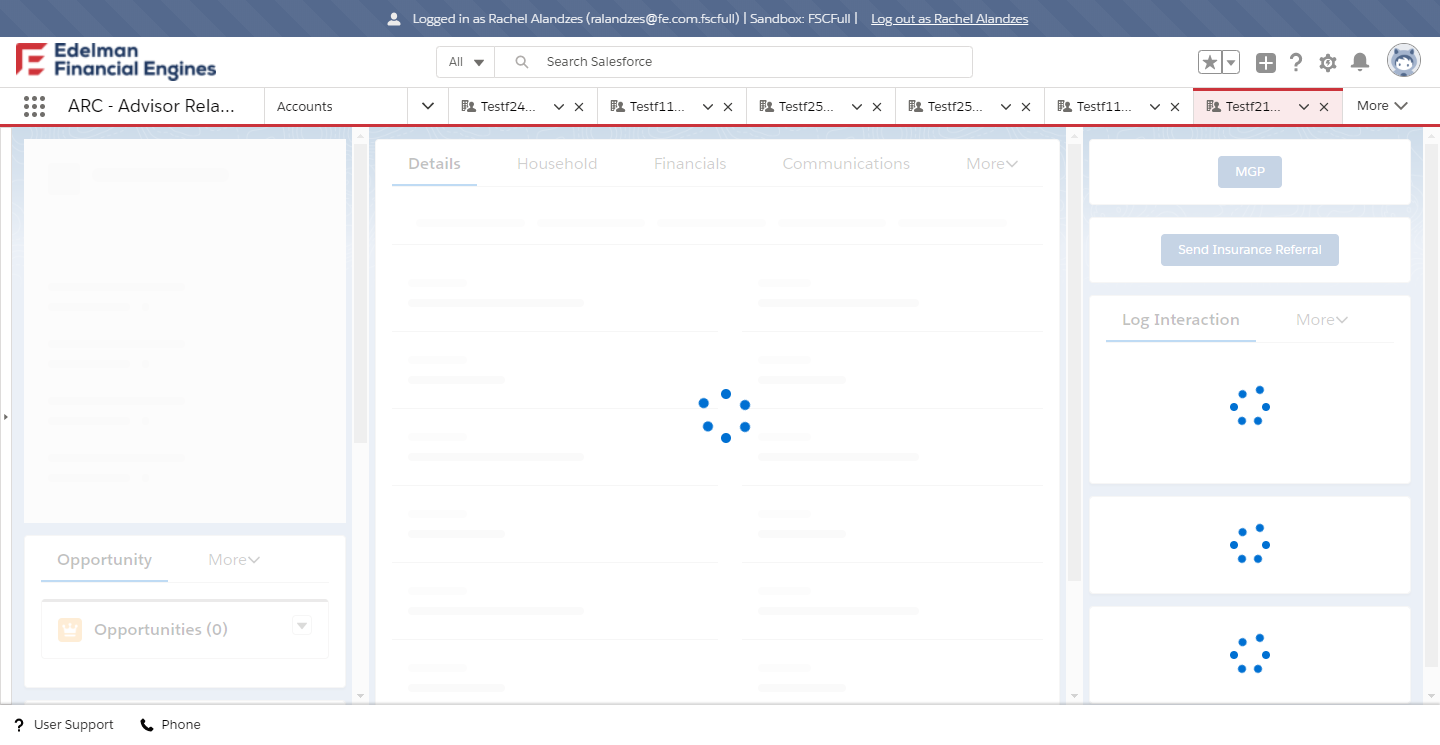 Logged in as Rachel Alandzes (ralandzes@fe.com.fscfull) | Sandbox: FSCFull | Log out as Rachel Alandzes
Edelman
Financial Engines
All
Search Salesforce
ARC - Advisor Rela...
Accounts
Testf24...
Testf11...
Testf25...
Testf25...
Testf11...
Testf21...
More
Details
Household
Financials
Communications
More
MGP
Send Insurance Referral
Log Interaction
More
Opportunity
More
Opportunities (0)
User Support
Phone